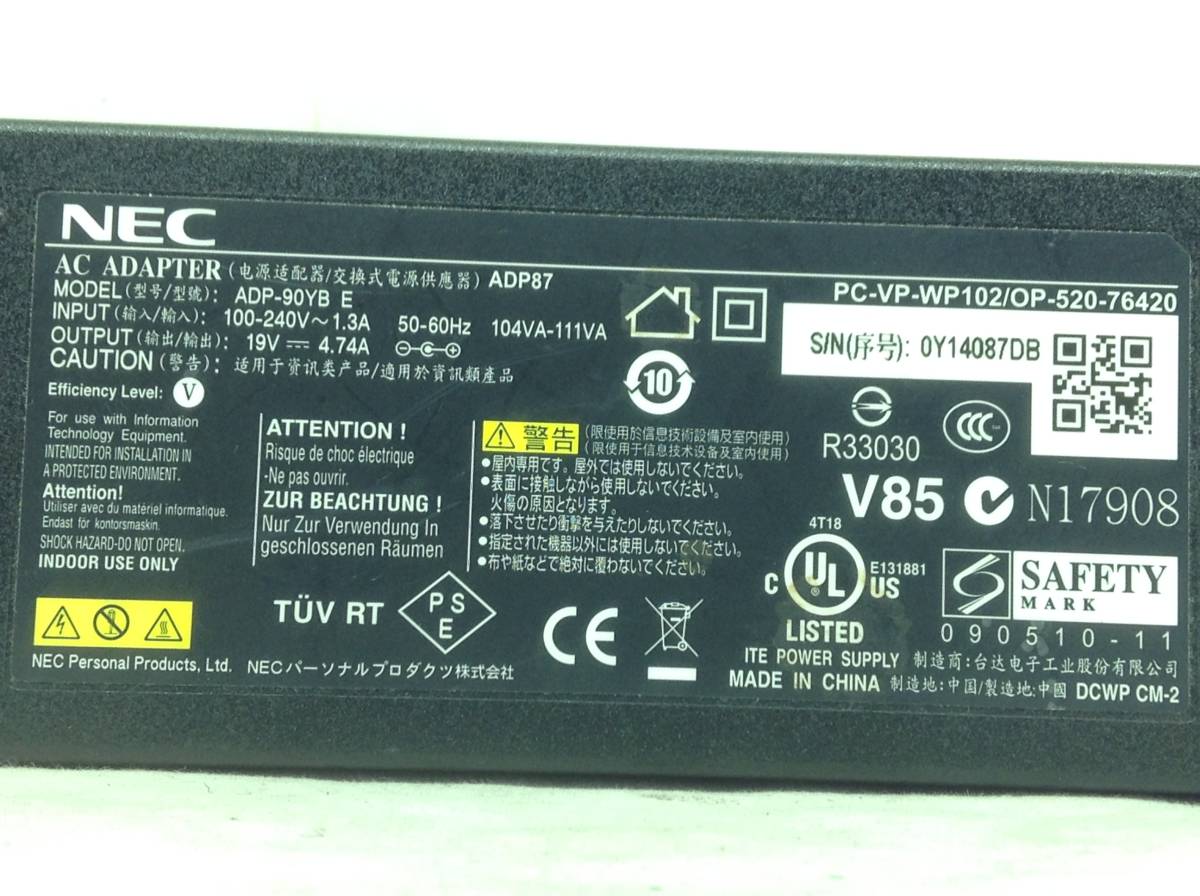 NEC
AC ADAPTER (电源适配器/交換式電源供應器) ADP87
MODEL (型号/型號): ADP-90YB E
INPUT (输入/輸入): 100-240V～1.3A 50-60Hz 104VA-111VA
OUTPUT (输出/輸出): 19V ⎓ 4.74A
CAUTION (警告): 适用于资讯类产品/適用於資訊類產品
Efficiency Level: V
10
PC-VP-WP102/OP-520-76420
S/N(序号): 0Y14087DB
For use with Information
Technology Equipment.
INTENDED FOR INSTALLATION IN
A PROTECTED ENVIRONMENT.
Attention!
Utiliser avec du matériel informatique.
Endast för kontorsmaskin.
SHOCK HAZARD-DO NOT OPEN.
INDOOR USE ONLY
ATTENTION !
Risque de choc électrique
-Ne pas ouvrir.
ZUR BEACHTUNG !
Nur Zur Verwendung In
geschlossenen Räumen
警告 (限使用於信息技術設備及室内使用)
(限使用于信息技术设备及室内使用)
●屋内専用です。屋外では使用しないでください。
●表面に接触しながら使用しないでください。
火傷の原因となります。
●落下させたり衝撃を与えたりしないでください。
●指定された機器以外には使用しないでください。
●布や紙などで絶対に覆わないでください。
R33030
CCC
V85 N17908
4T18
C UL US
E131881
LISTED
ITE POWER SUPPLY
SAFETY
MARK
090510-11
TÜV RT
PS
E
CE
NEC Personal Products, Ltd. NECパーソナルプロダクツ株式会社
制造商:台达电子工业股份有限公司
MADE IN CHINA 制造地:中国/製造地:中國 DCWP CM-2